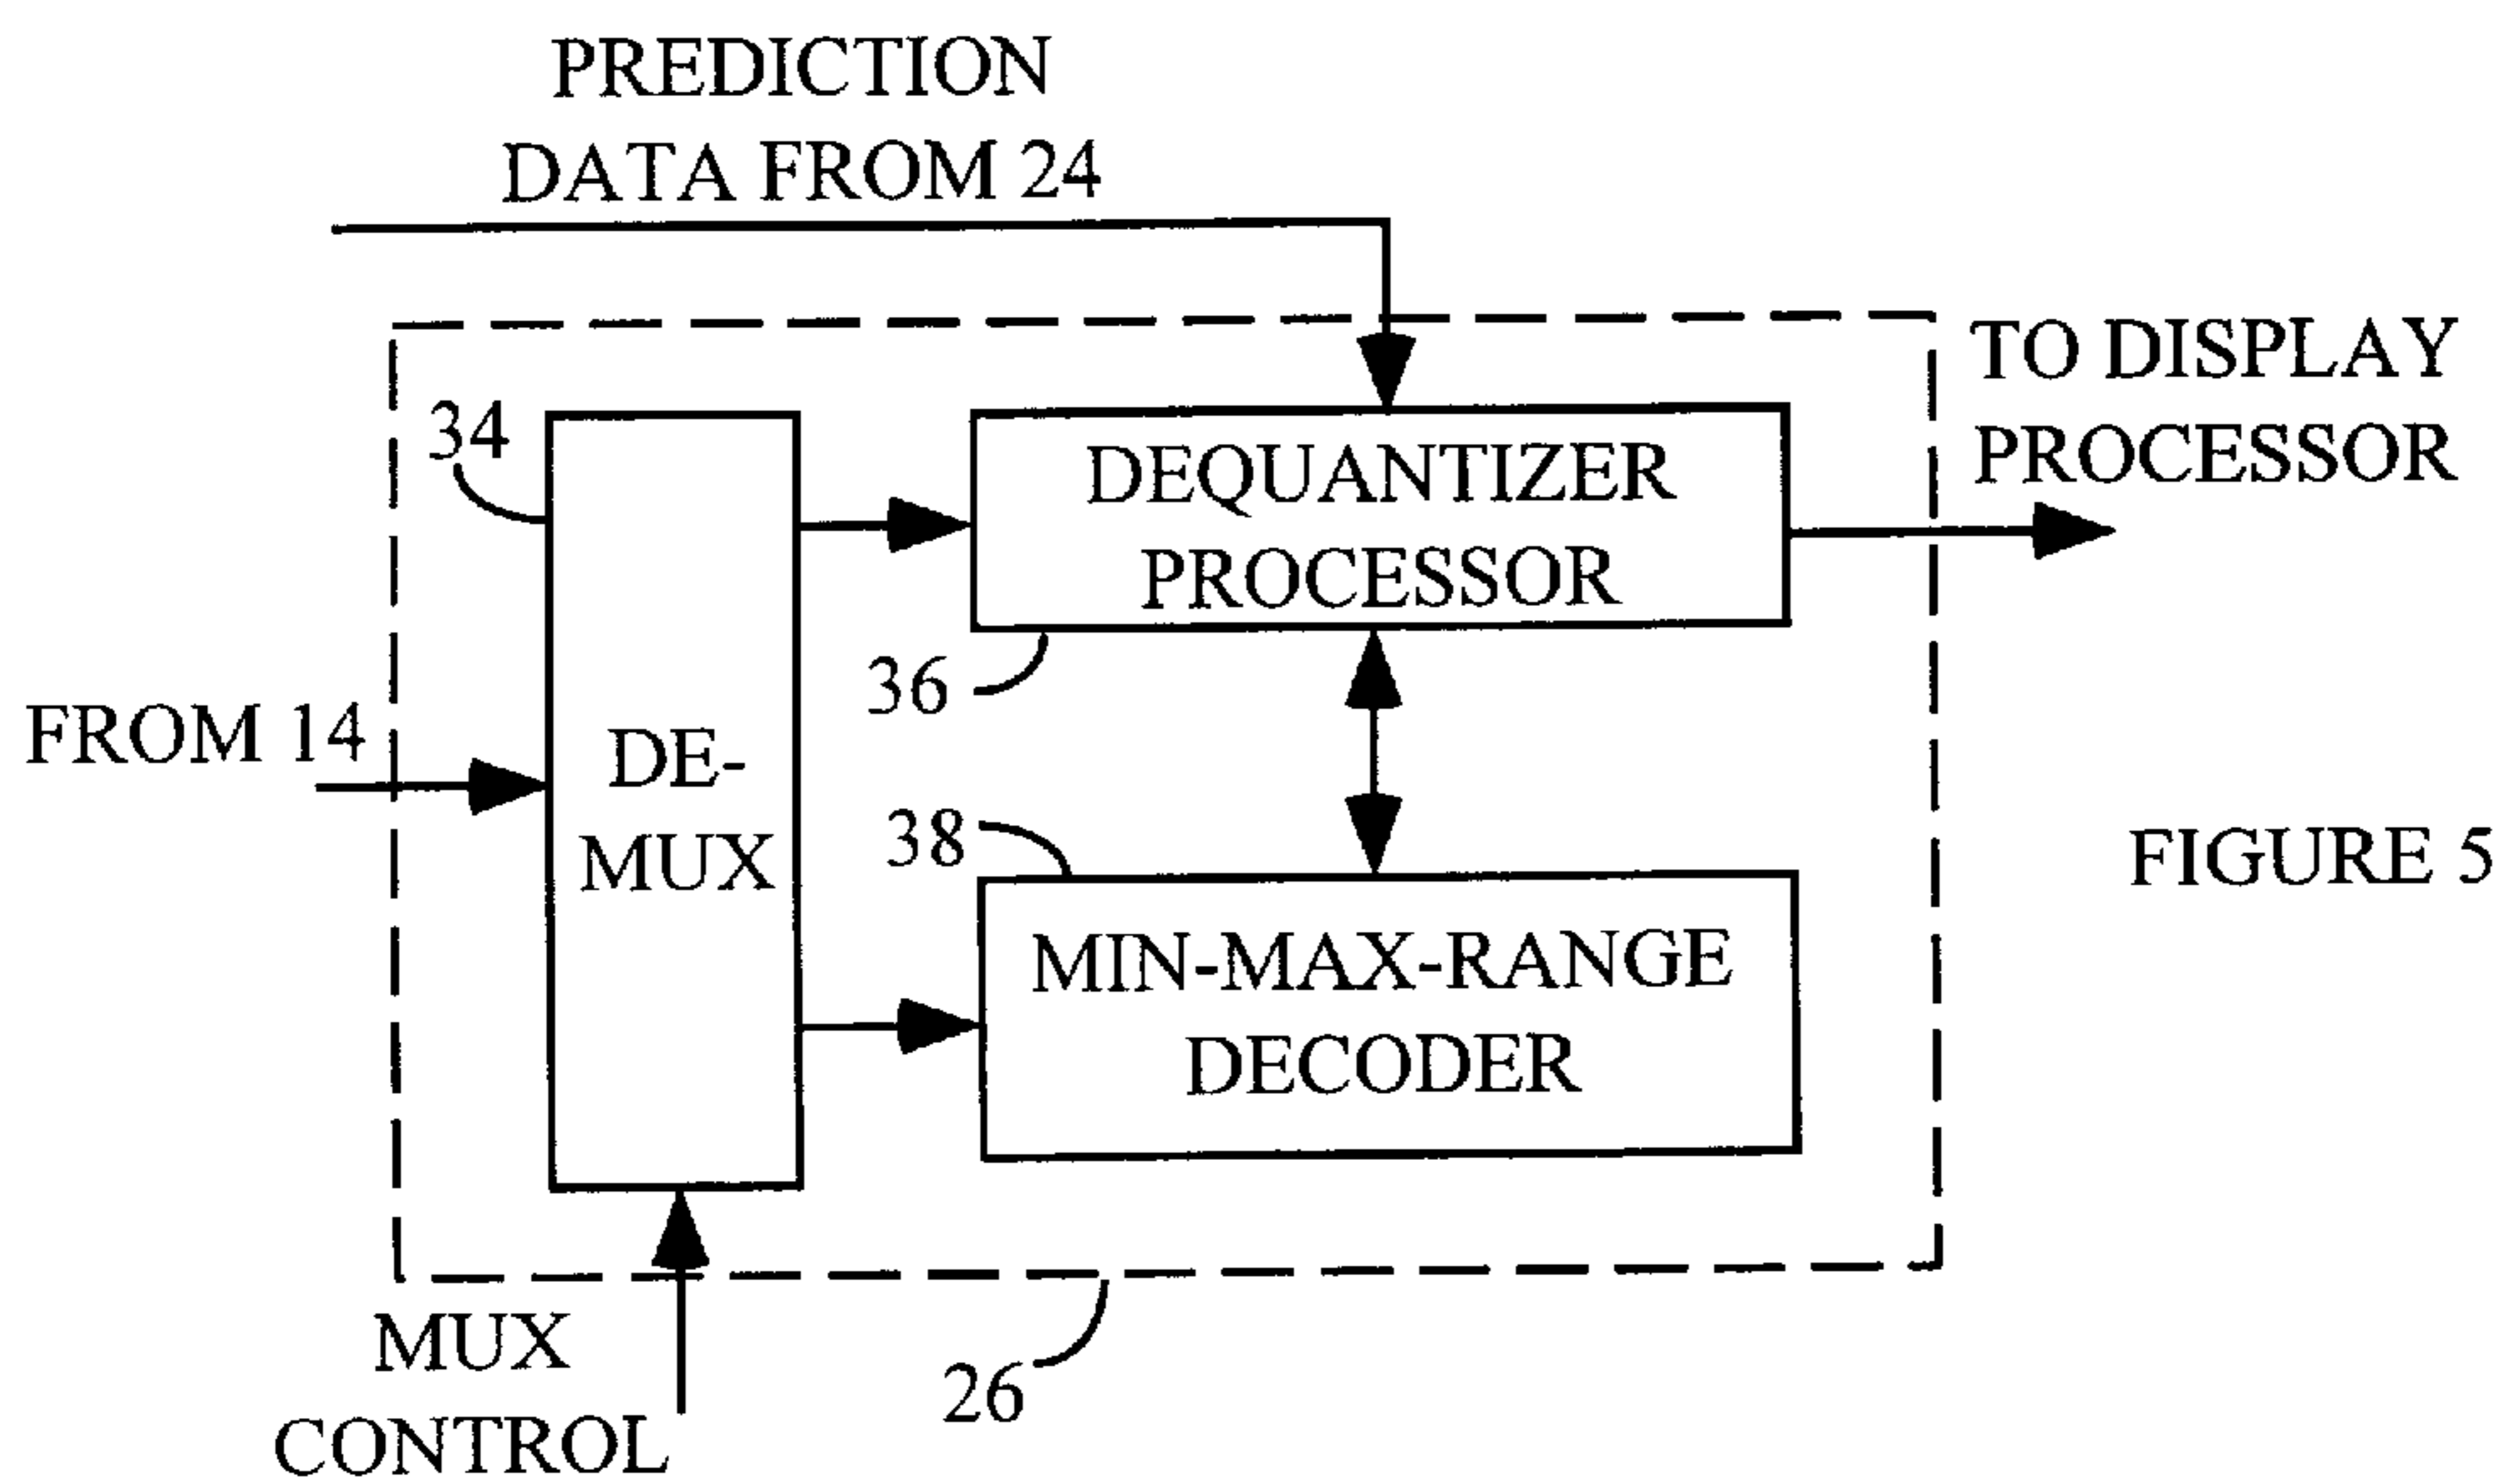 PREDICTION
DATA FROM 24
TO DISPLAY
PROCESSOR
34
DEQUANTIZER
PROCESSOR
36
FROM 14
DE-
MUX
38
MIN-MAX-RANGE
DECODER
FIGURE 5
MUX
CONTROL
26